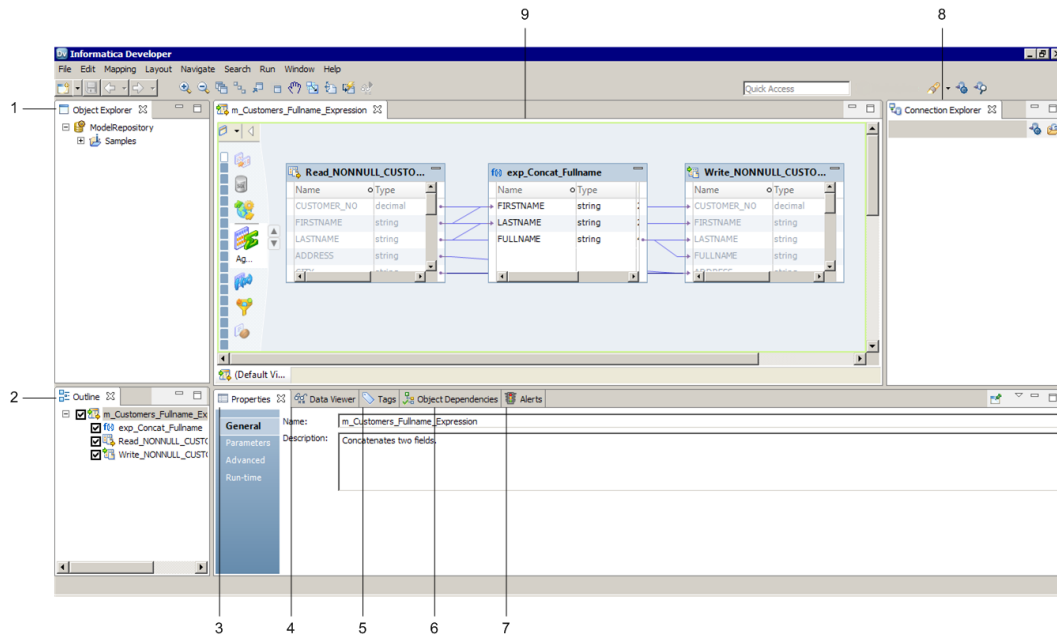 9
8
Informatica Developer
File Edit Mapping Layout Navigate Search Run Window Help
Quick Access
1
Object Explorer
m_Customers_Fullname_Expression
Connection Explorer
ModelRepository
Samples
Read_NONNULL_CUSTO...
exp_Concat_Fullname
Write_NONNULL_CUSTO...
Name Type
Name Type
Name Type
CUSTOMER_NO decimal
FIRSTNAME string
CUSTOMER_NO decimal
FIRSTNAME string
LASTNAME string
FIRSTNAME string
LASTNAME string
FULLNAME string
LASTNAME string
Ag...
ADDRESS string
FULLNAME string
(Default Vi...
2
Outline
Properties
Data Viewer
Tags
Object Dependencies
Alerts
m_Customers_Fullname_Ex
exp_Concat_Fullname
Read_NONNULL_CUST
Write_NONNULL_CUST
General
Parameters
Advanced
Run-time
Name: m_Customers_Fullname_Expression
Description: Concatenates two fields.
3 4 5 6 7